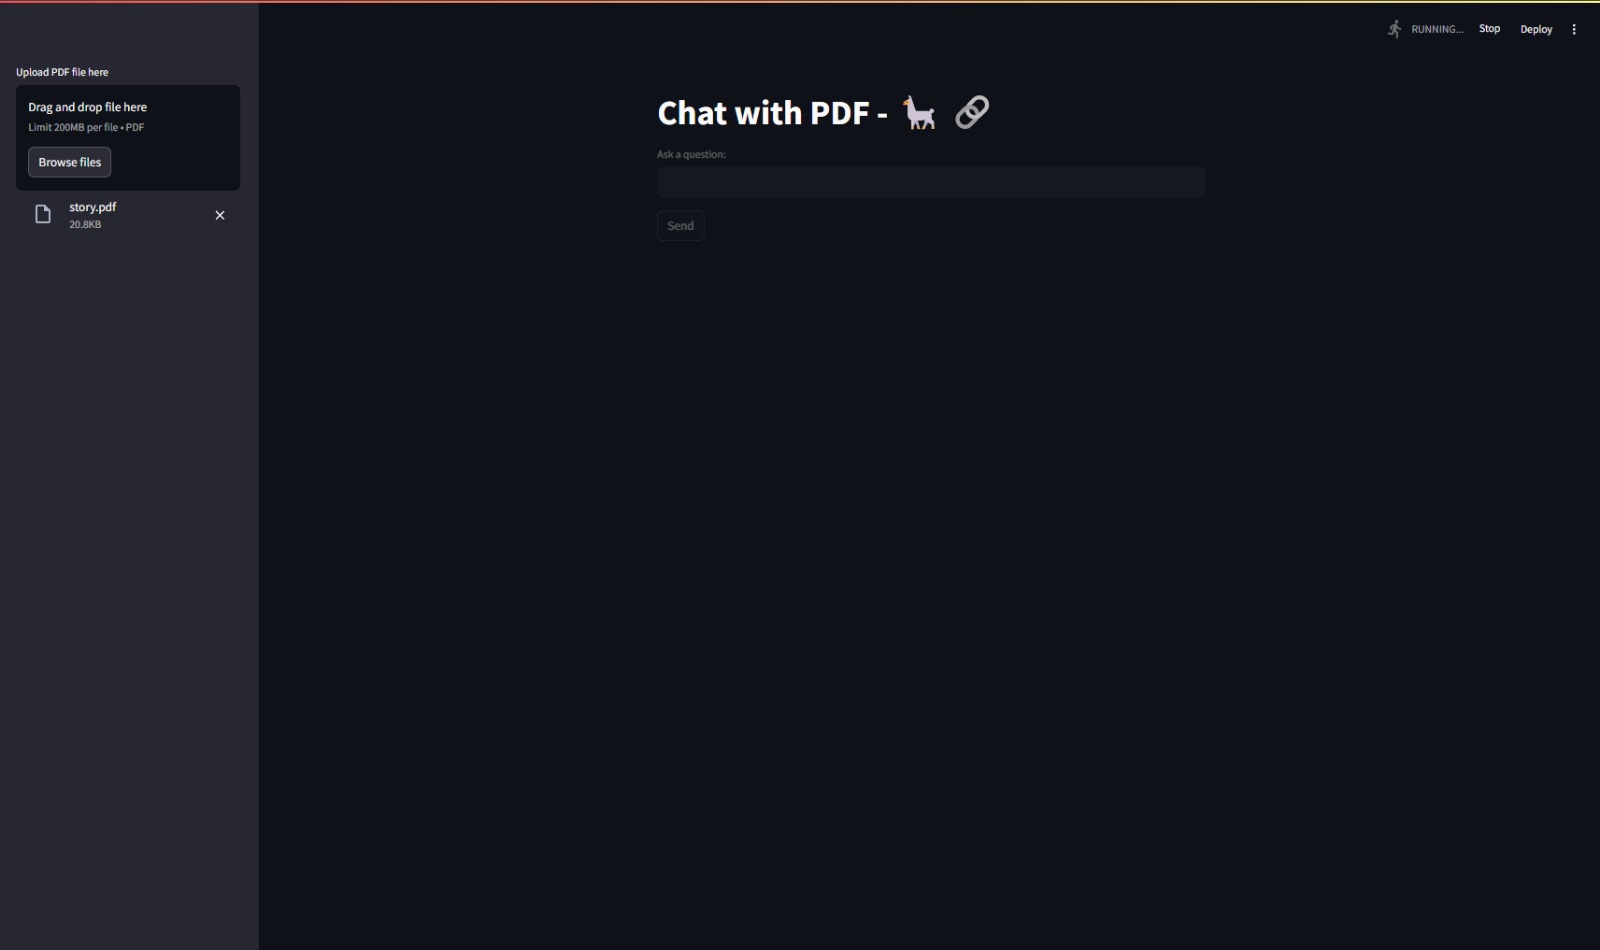 RUNNING...
Stop
Deploy
Upload PDF file here
Drag and drop file here
Limit 200MB per file • PDF
Browse files
story.pdf
20.8KB
Chat with PDF - 🦙 🔗
Ask a question:
Send